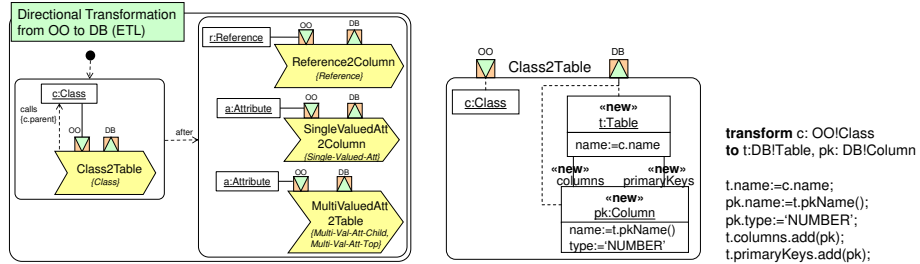 Directional Transformation
from OO to DB (ETL)
c:Class
calls
{c.parent}
OO
DB
Class2Table
{Class}
after
r:Reference
OO
DB
Reference2Column
{Reference}
a:Attribute
OO
DB
SingleValuedAtt
2Column
{Single-Valued-Att}
a:Attribute
OO
DB
MultiValuedAtt
2Table
{Multi-Val-Att-Child,
Multi-Val-Att-Top}
OO
Class2Table
DB
c:Class
«new»
t:Table
name:=c.name
«new»
columns
«new»
primaryKeys
«new»
pk:Column
name:=t.pkName()
type:='NUMBER'
transform c: OO!Class
to t:DB!Table, pk: DB!Column
t.name:=c.name;
pk.name:=t.pkName();
pk.type:=‘NUMBER’;
t.columns.add(pk);
t.primaryKeys.add(pk);